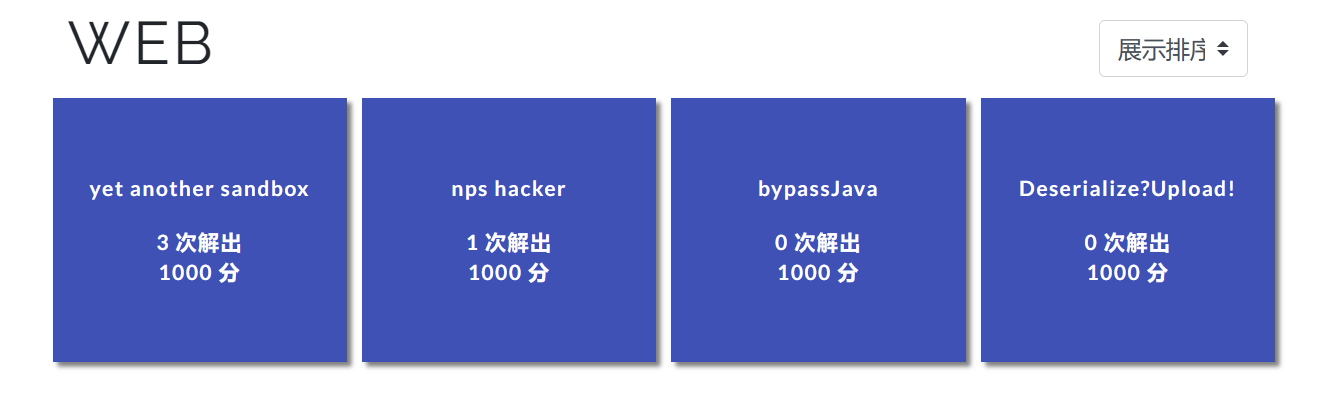 WEB
展示排序
yet another sandbox
3 次解出
1000 分
nps hacker
1 次解出
1000 分
bypassJava
0 次解出
1000 分
Deserialize?Upload!
0 次解出
1000 分